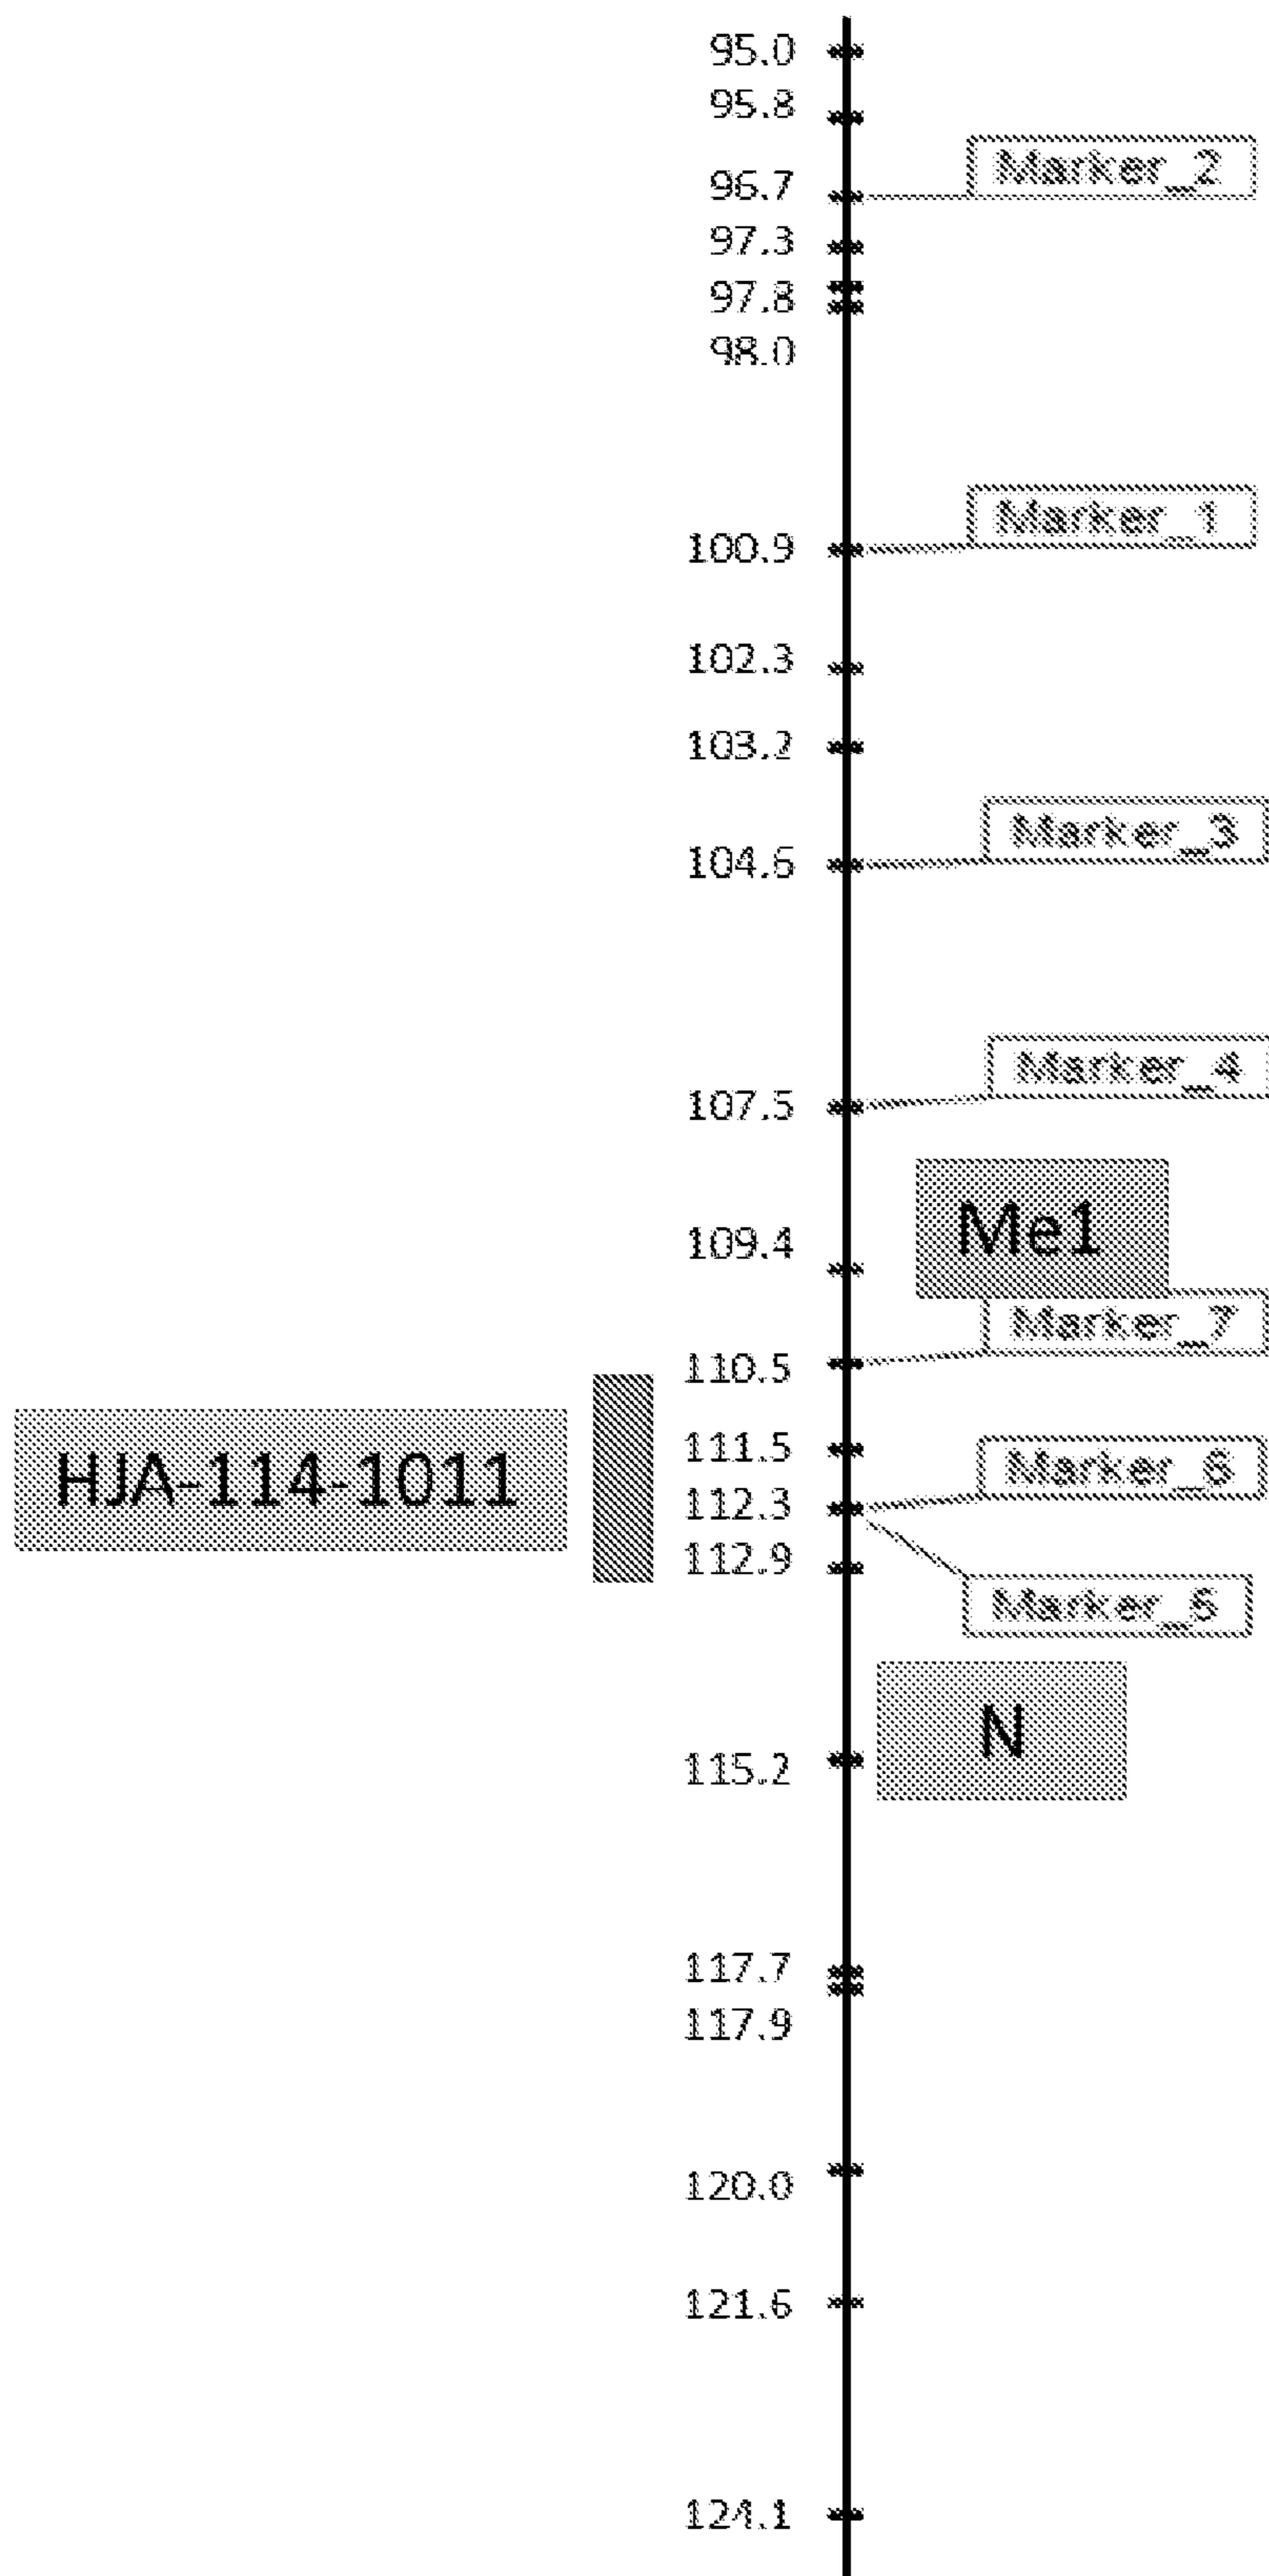 95.0
95.8
Marker_2
96.7
97.3
97.8
98.0
Marker_1
100.9
102.3
103.2
Marker_3
104.6
Marker_4
107.5
Me1
109.4
Marker_7
110.5
111.5
Marker_6
HJA-114-1011
112.3
112.9
Marker_5
N
115.2
117.7
117.9
120.0
121.6
124.1